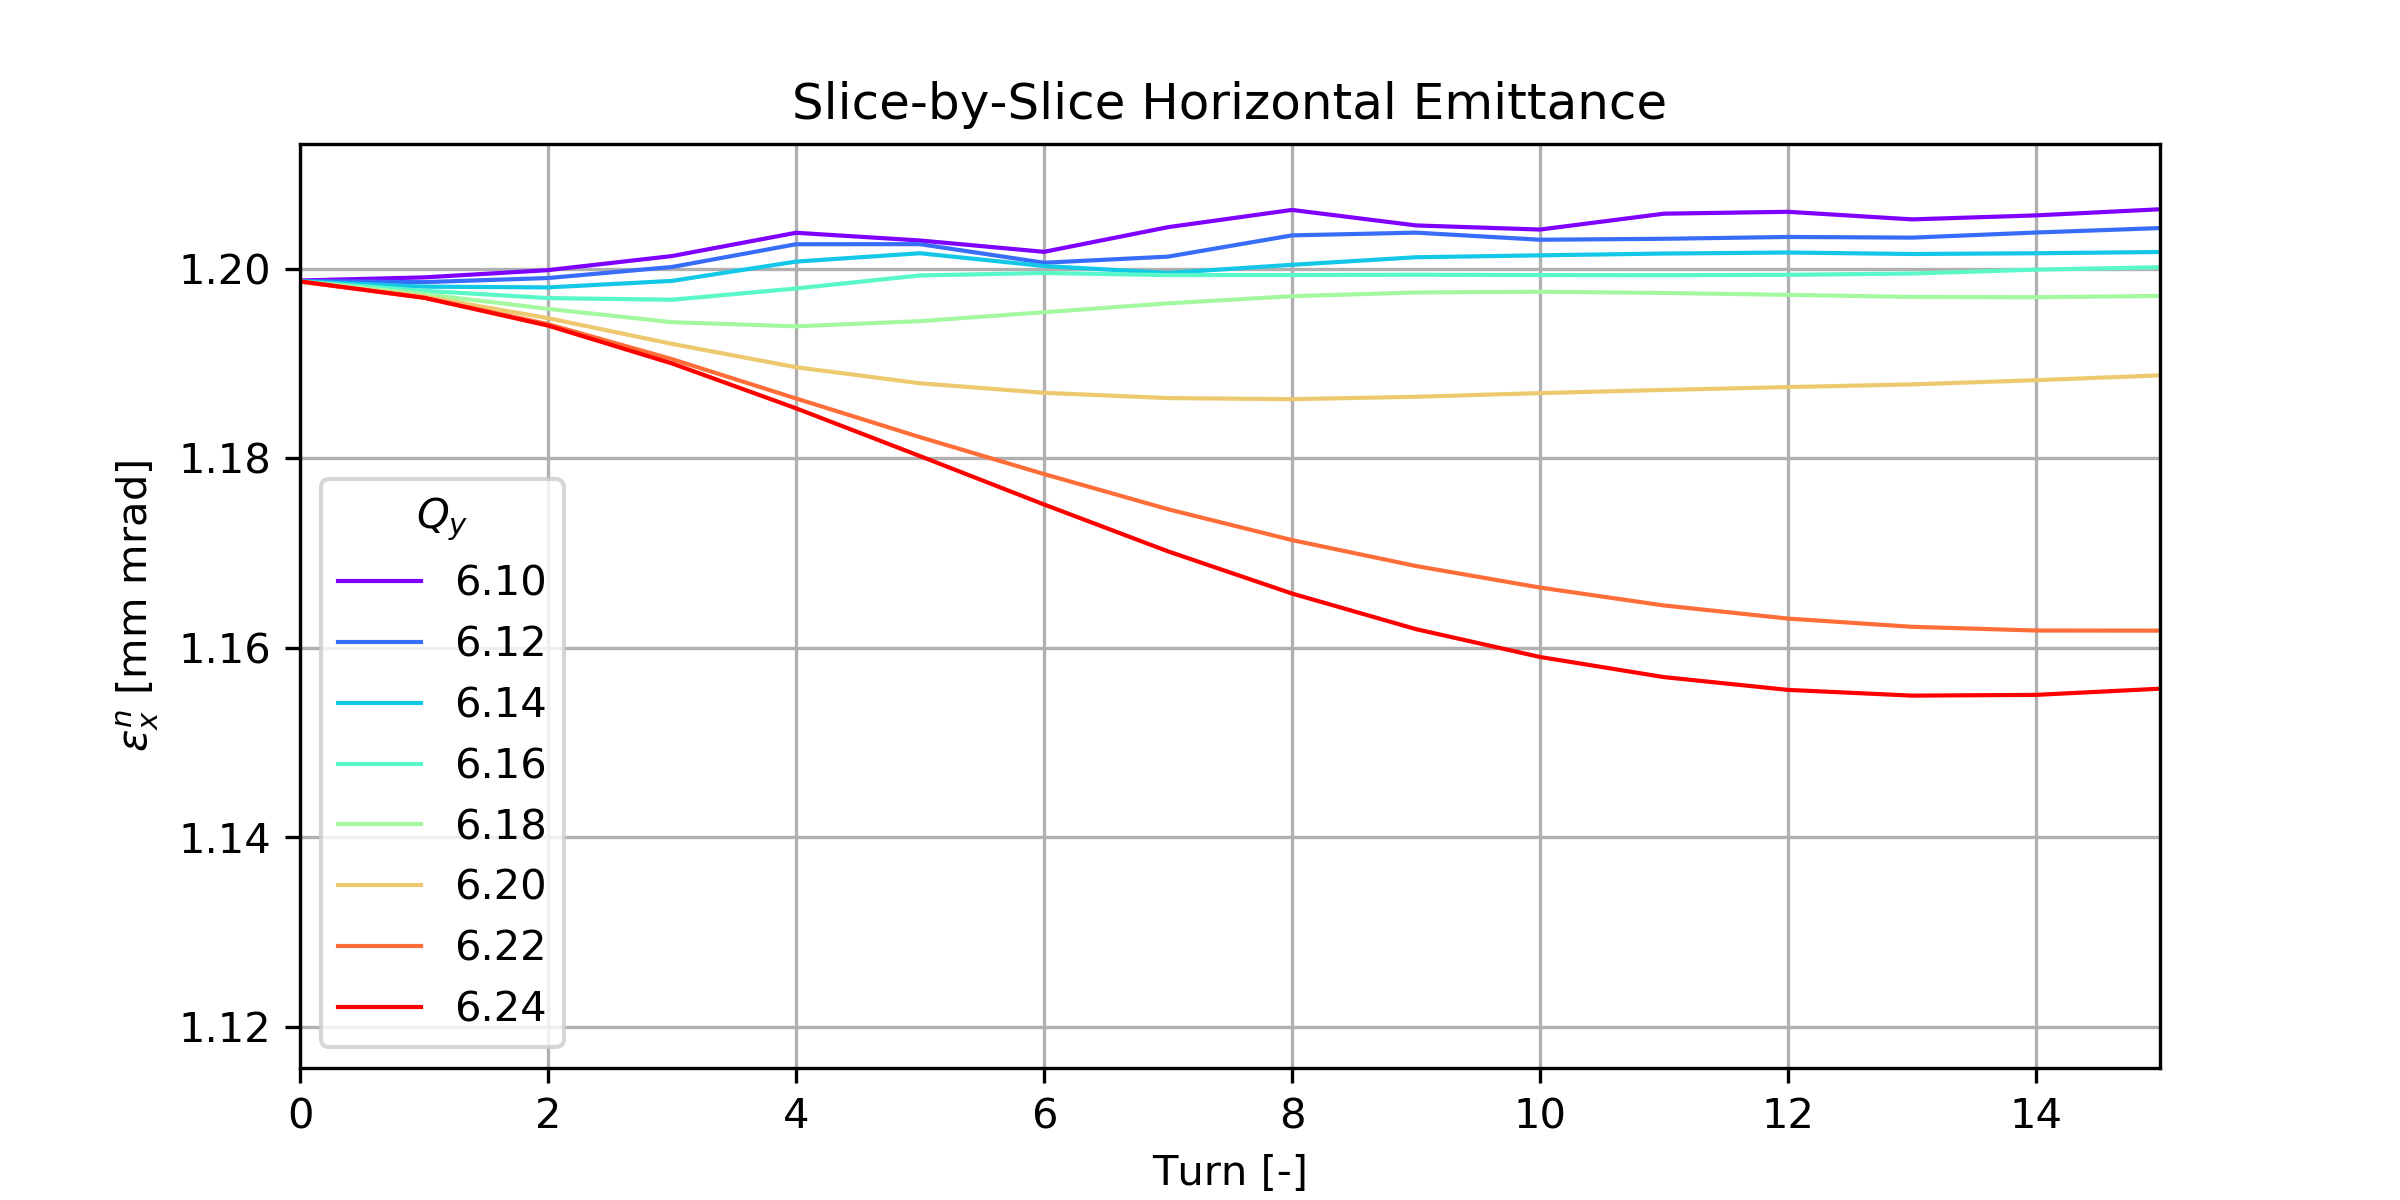 Slice-by-Slice Horizontal Emittance
ε_x^n [mm mrad]
1.20
1.18
1.16
1.14
1.12
Q_y
6.10
6.12
6.14
6.16
6.18
6.20
6.22
6.24
0 2 4 6 8 10 12 14
Turn [-]